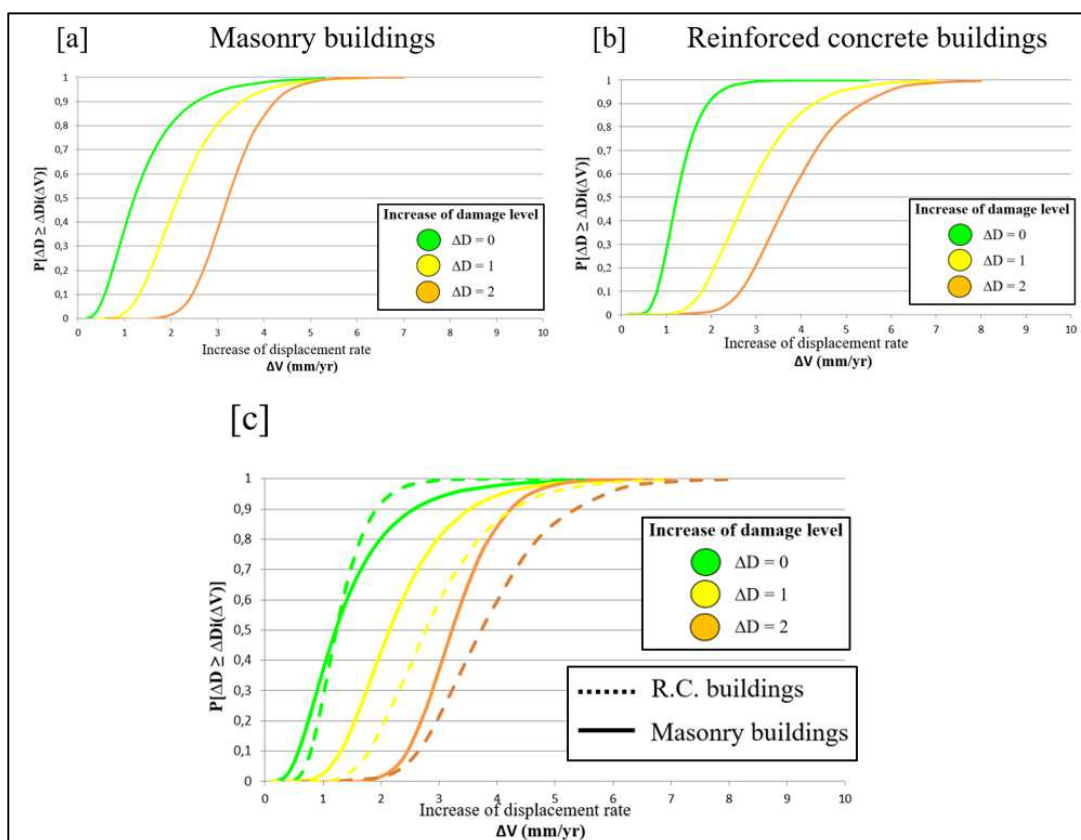 [a] Masonry buildings
P[ΔD ≥ ΔDi(ΔV)]
1
0,9
0,8
0,7
0,6
0,5
0,4
0,3
0,2
0,1
0
0 1 2 3 4 5 6 7 8 9 10
Increase of displacement rate
ΔV (mm/yr)
Increase of damage level
ΔD = 0
ΔD = 1
ΔD = 2
[b] Reinforced concrete buildings
P[ΔD ≥ ΔDi(ΔV)]
1
0,9
0,8
0,7
0,6
0,5
0,4
0,3
0,2
0,1
0
0 1 2 3 4 5 6 7 8 9 10
Increase of displacement rate
ΔV (mm/yr)
Increase of damage level
ΔD = 0
ΔD = 1
ΔD = 2
[c]
P[ΔD ≥ ΔDi(ΔV)]
1
0,9
0,8
0,7
0,6
0,5
0,4
0,3
0,2
0,1
0
0 1 2 3 4 5 6 7 8 9 10
Increase of displacement rate
ΔV (mm/yr)
Increase of damage level
ΔD = 0
ΔD = 1
ΔD = 2
R.C. buildings
Masonry buildings